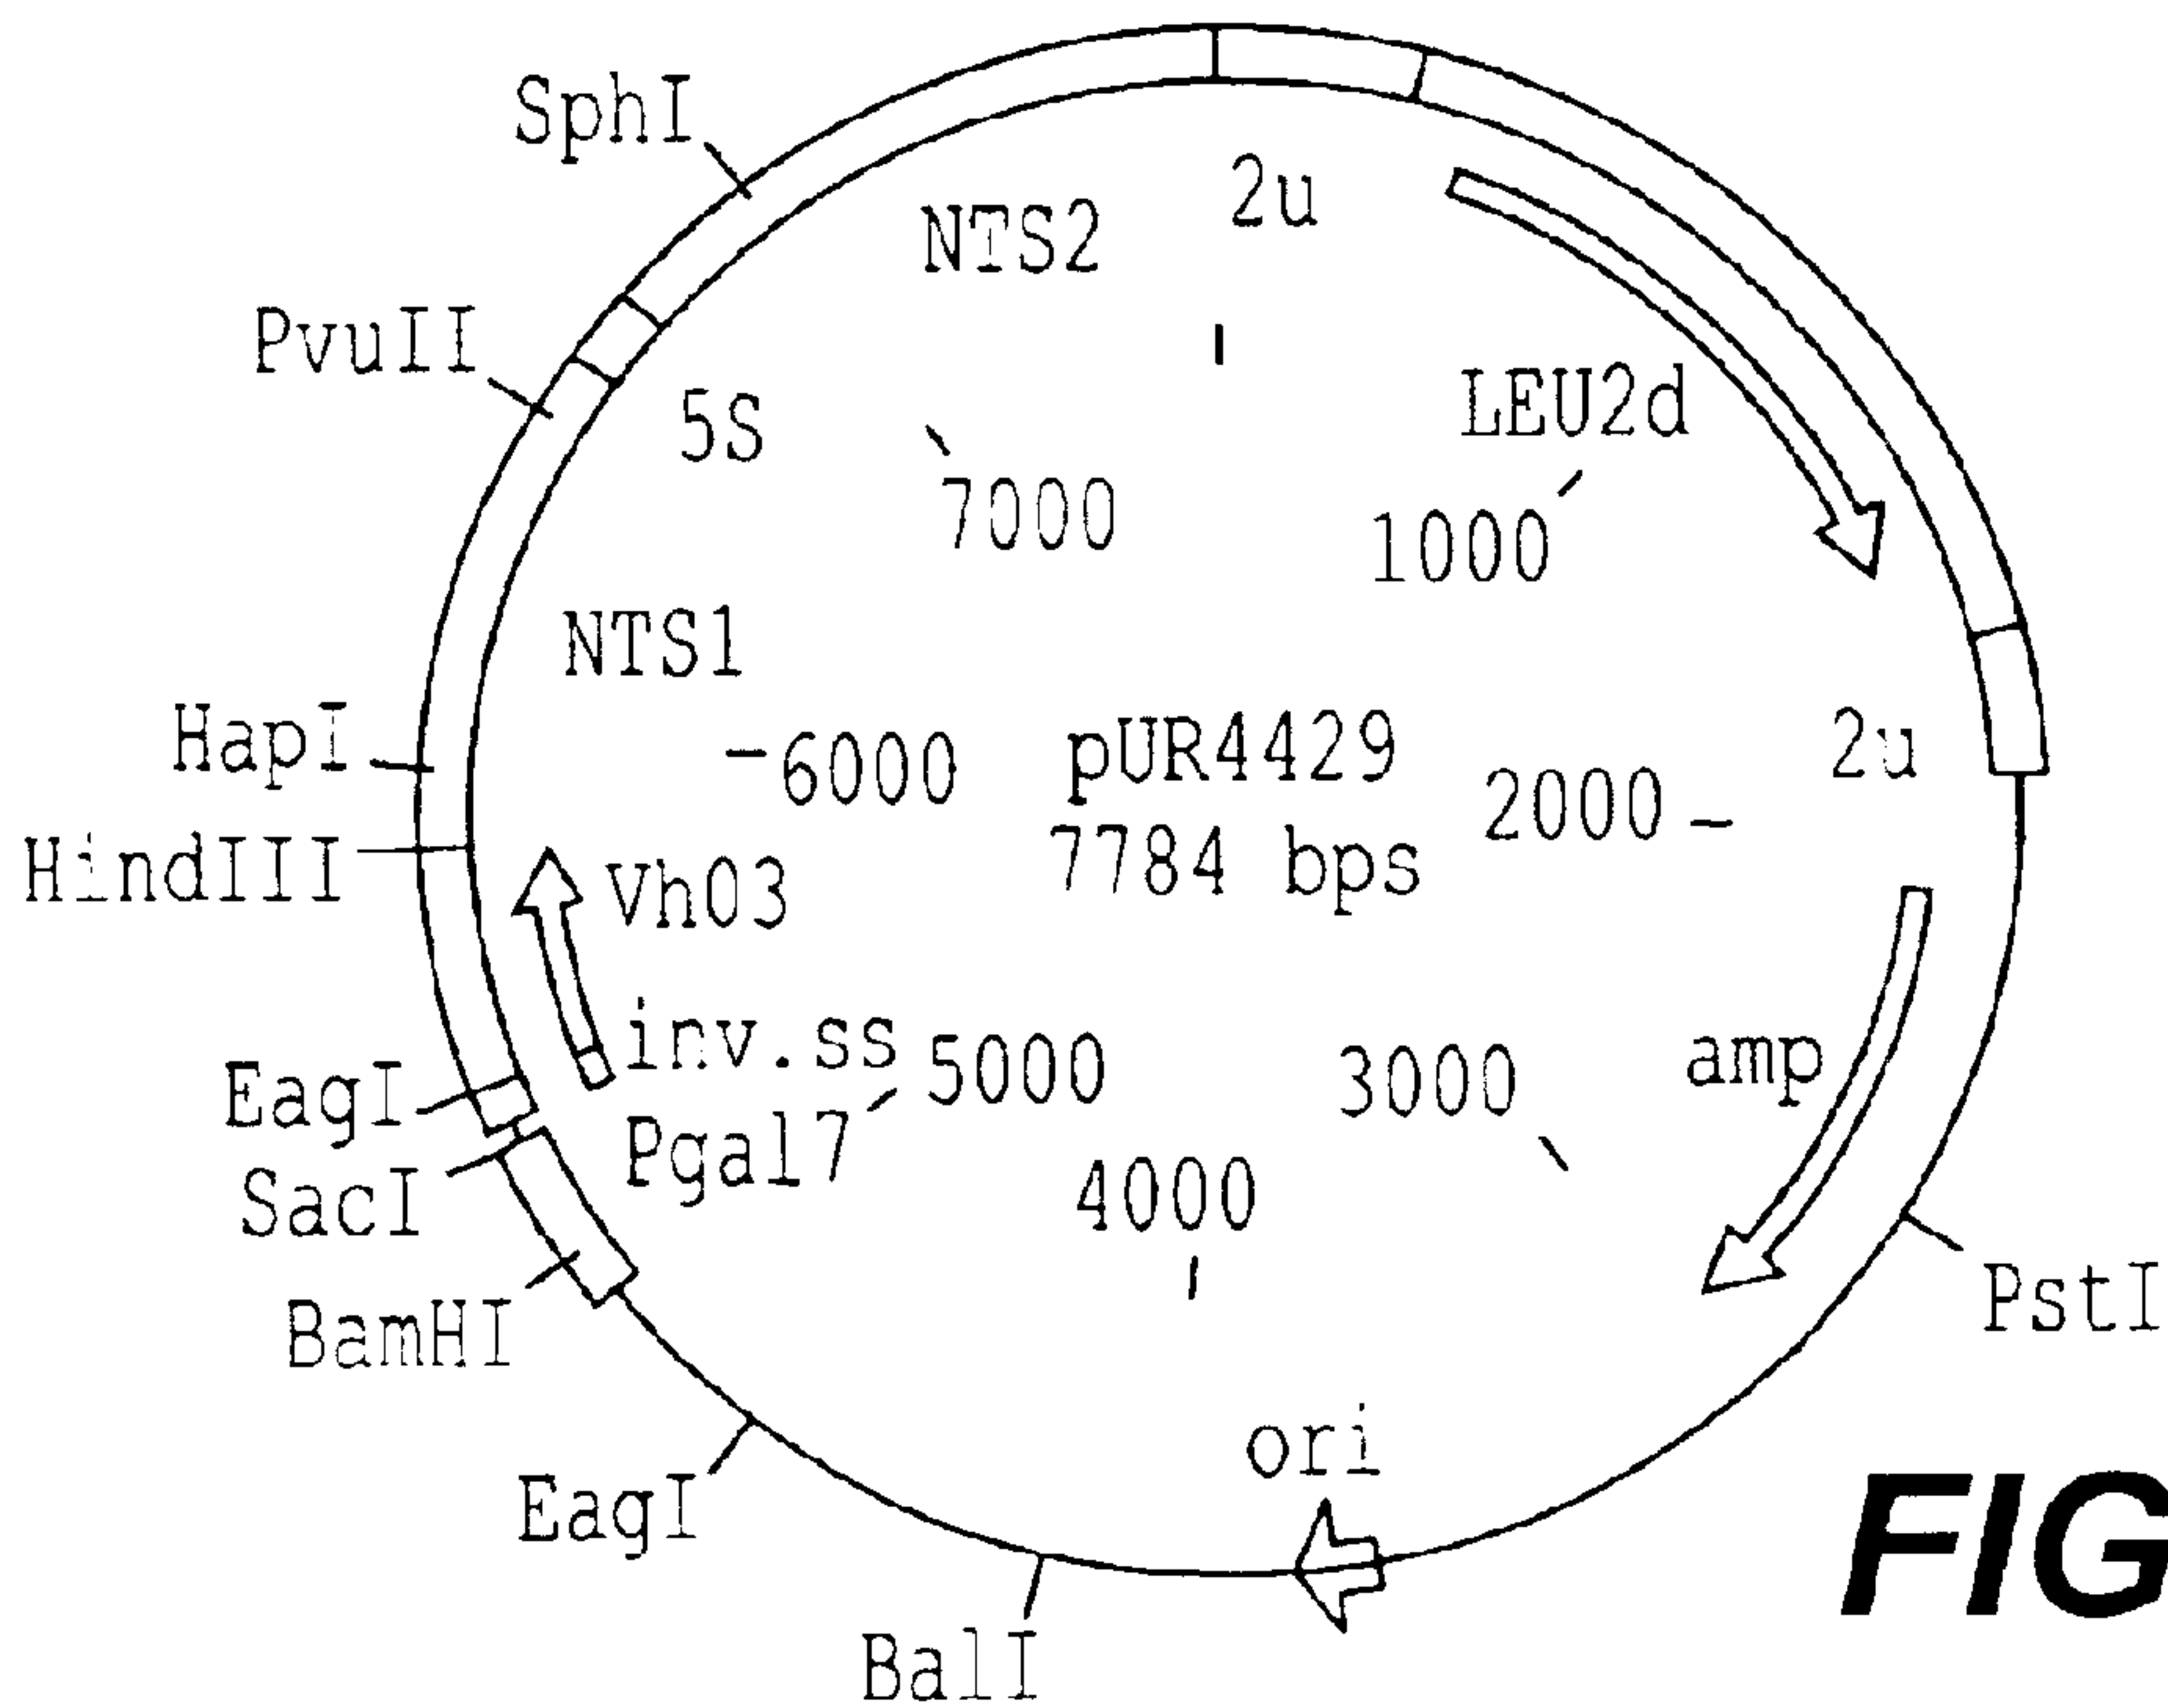 SphI
2u
NTS2
PvuII
LEU2d
5S
7000
1000
NTS1
HapI
pUR4429
2u
6000
2000
7784 bps
HindIII
Vh03
inv.ss
5000
3000
amp
EagI
Pgal7
SacI
4000
BamHI
PstI
ori
EagI
FIG
BalI